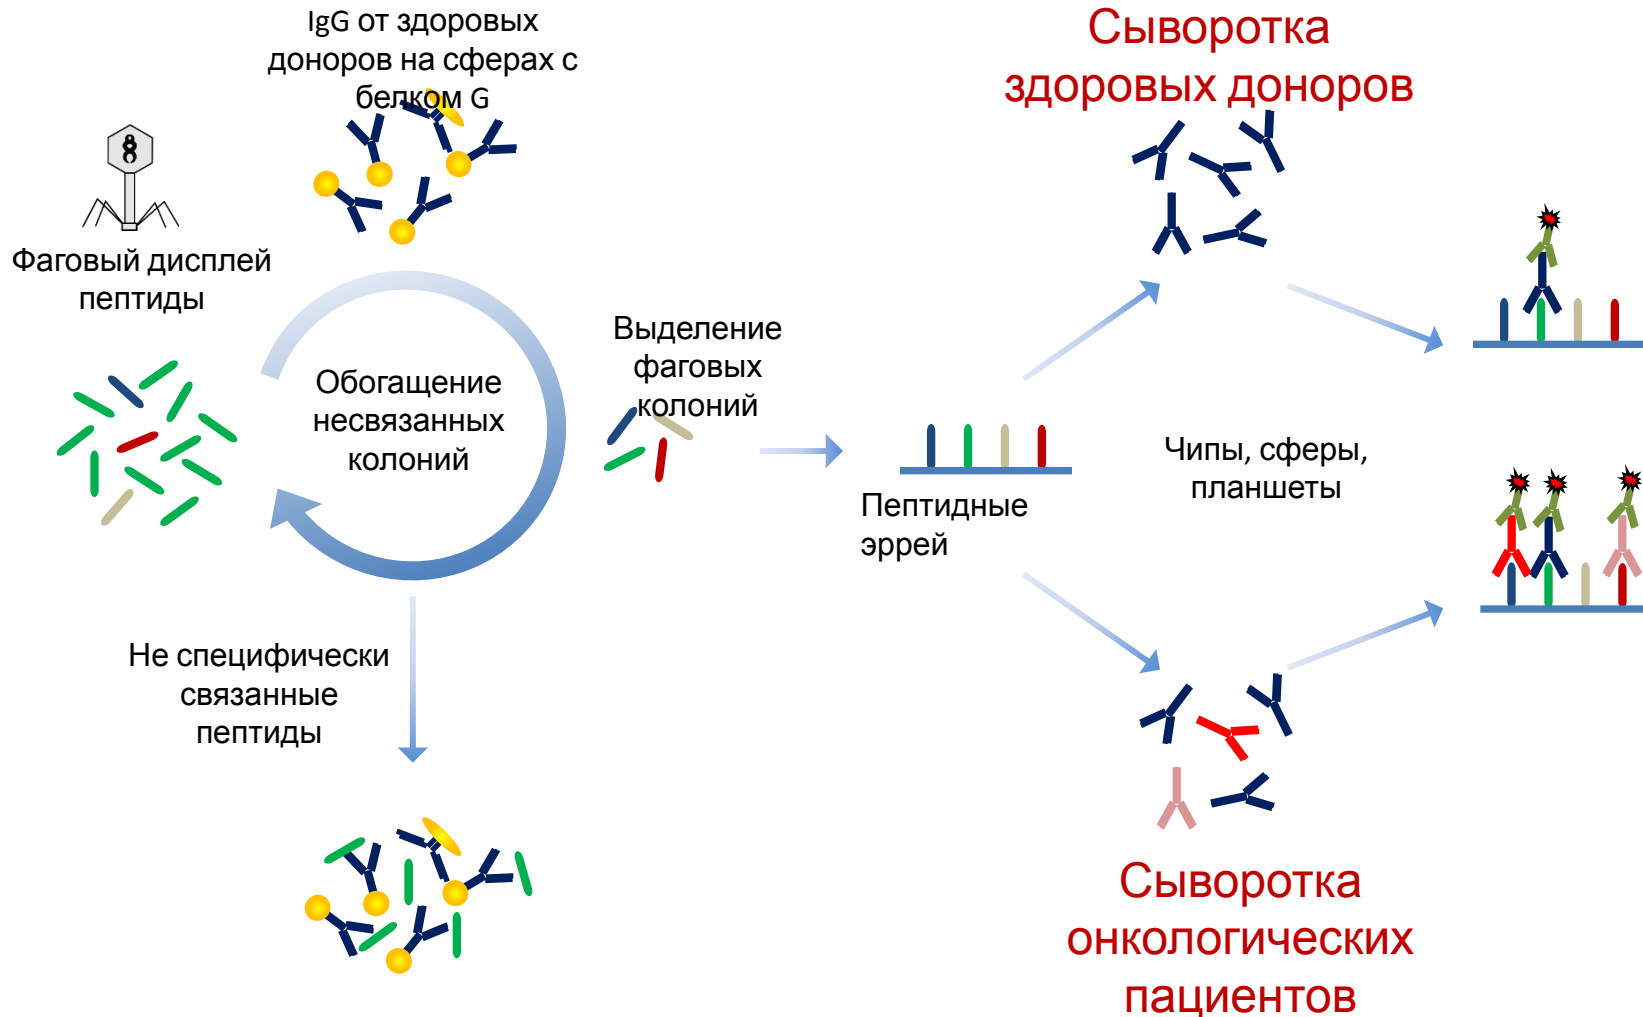 IgG от здоровых
доноров на сферах с
белком G
Фаговый дисплей
пептиды
Обогащение
несвязанных
колоний
Выделение
фаговых
колоний
Не специфически
связанные
пептиды
Пептидные
эррей
Сыворотка
здоровых доноров
Чипы, сферы,
планшеты
Сыворотка
онкологических
пациентов